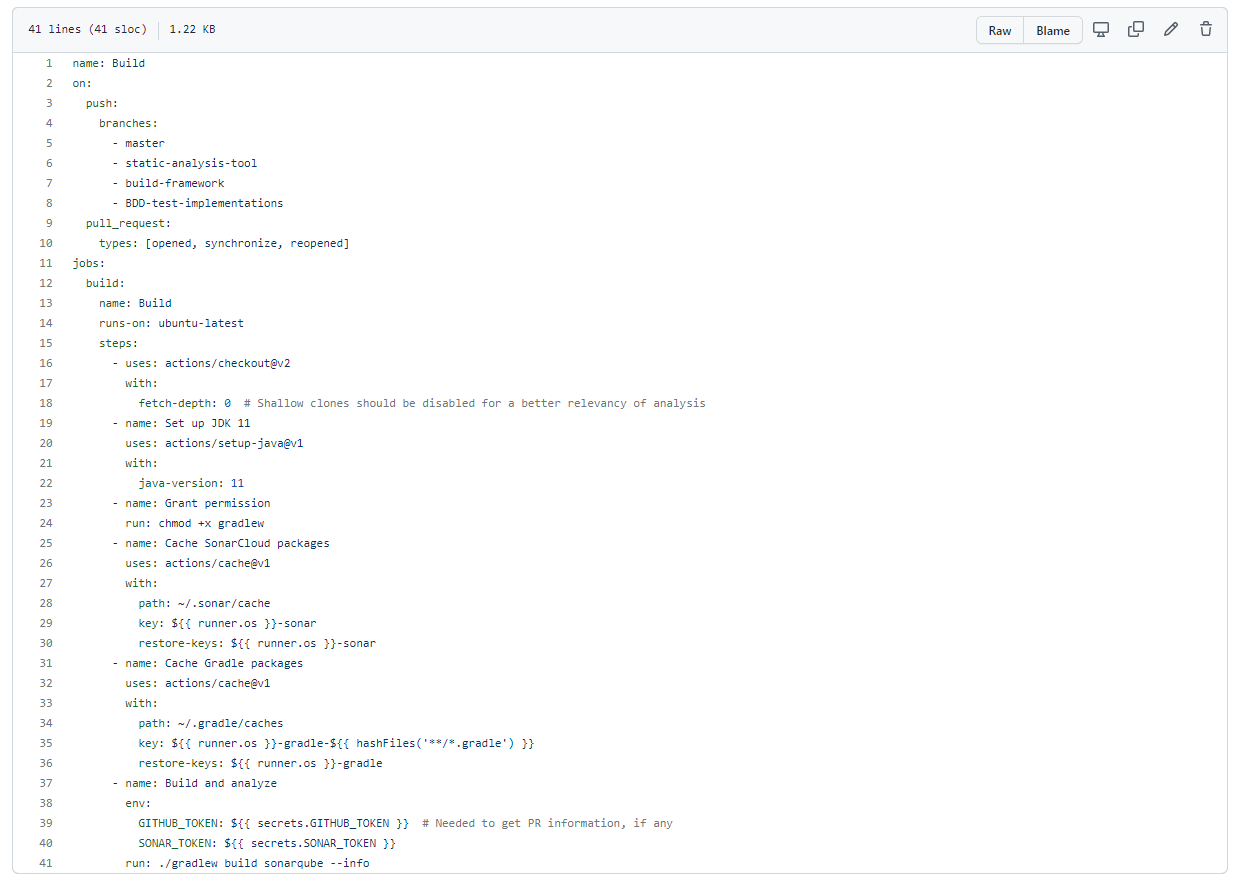 41 lines (41 sloc) 1.22 KB Raw Blame
1 name: Build
2 on:
3   push:
4     branches:
5       - master
6       - static-analysis-tool
7       - build-framework
8       - BDD-test-implementations
9   pull_request:
10     types: [opened, synchronize, reopened]
11 jobs:
12   build:
13     name: Build
14     runs-on: ubuntu-latest
15     steps:
16       - uses: actions/checkout@v2
17         with:
18           fetch-depth: 0  # Shallow clones should be disabled for a better relevancy of analysis
19       - name: Set up JDK 11
20         uses: actions/setup-java@v1
21         with:
22           java-version: 11
23       - name: Grant permission
24         run: chmod +x gradlew
25       - name: Cache SonarCloud packages
26         uses: actions/cache@v1
27         with:
28           path: ~/.sonar/cache
29           key: ${{ runner.os }}-sonar
30           restore-keys: ${{ runner.os }}-sonar
31       - name: Cache Gradle packages
32         uses: actions/cache@v1
33         with:
34           path: ~/.gradle/caches
35           key: ${{ runner.os }}-gradle-${{ hashFiles('**/*.gradle') }}
36           restore-keys: ${{ runner.os }}-gradle
37       - name: Build and analyze
38         env:
39           GITHUB_TOKEN: ${{ secrets.GITHUB_TOKEN }}  # Needed to get PR information, if any
40           SONAR_TOKEN: ${{ secrets.SONAR_TOKEN }}
41         run: ./gradlew build sonarqube --info